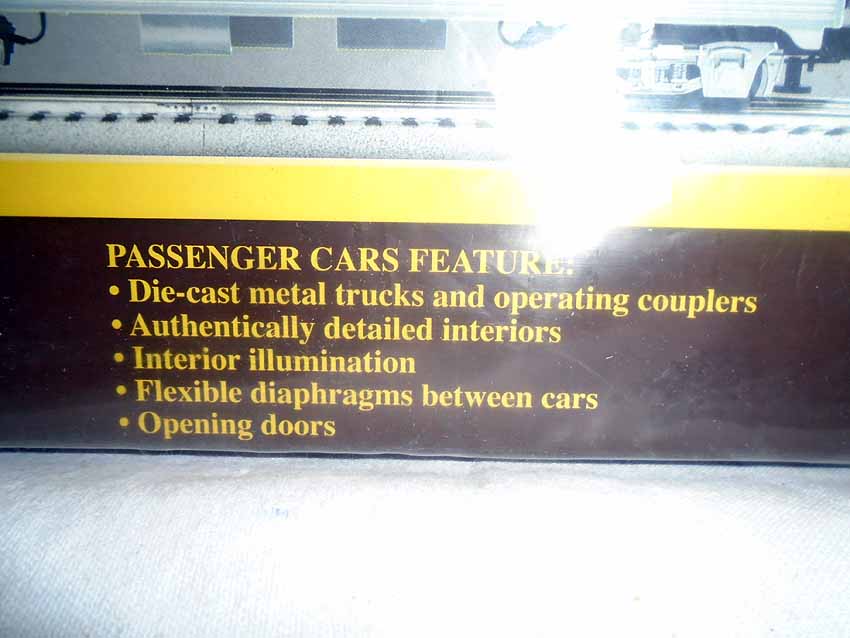 PASSENGER CARS FEATURE:
• Die-cast metal trucks and operating couplers
• Authentically detailed interiors
• Interior illumination
• Flexible diaphragms between cars
• Opening doors